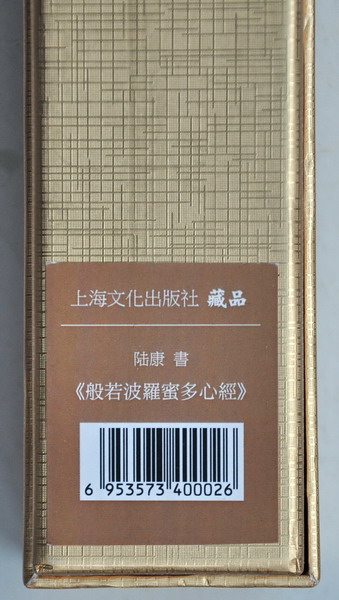 上海文化出版社 藏品
陆康 書
《般若波羅蜜多心經》
6 953573 400026